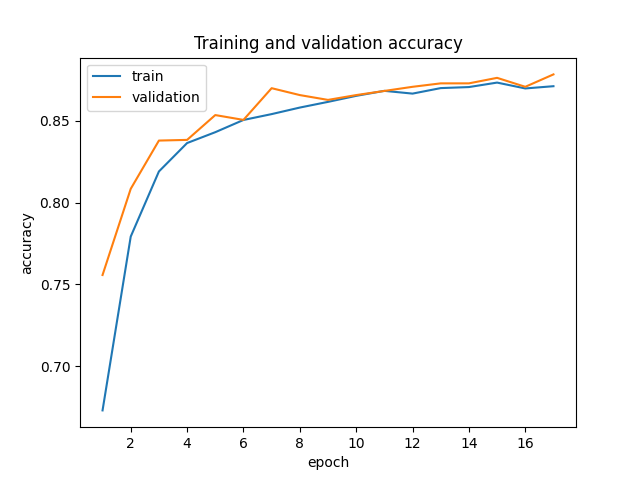 Training and validation accuracy
train
validation
accuracy
0.85
0.80
0.75
0.70
2 4 6 8 10 12 14 16
epoch